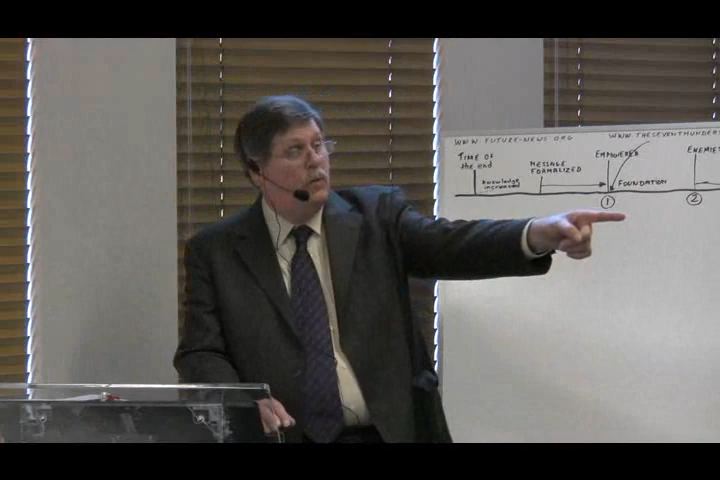 WWW.FUTURE-NEWS.ORG WWW.THESEVENTHUNDERS
TIME OF the end
MESSAGE FORMALIZED
EMPOWERED
ENEMIES
Knowledge increased
FOUNDATION
1
2